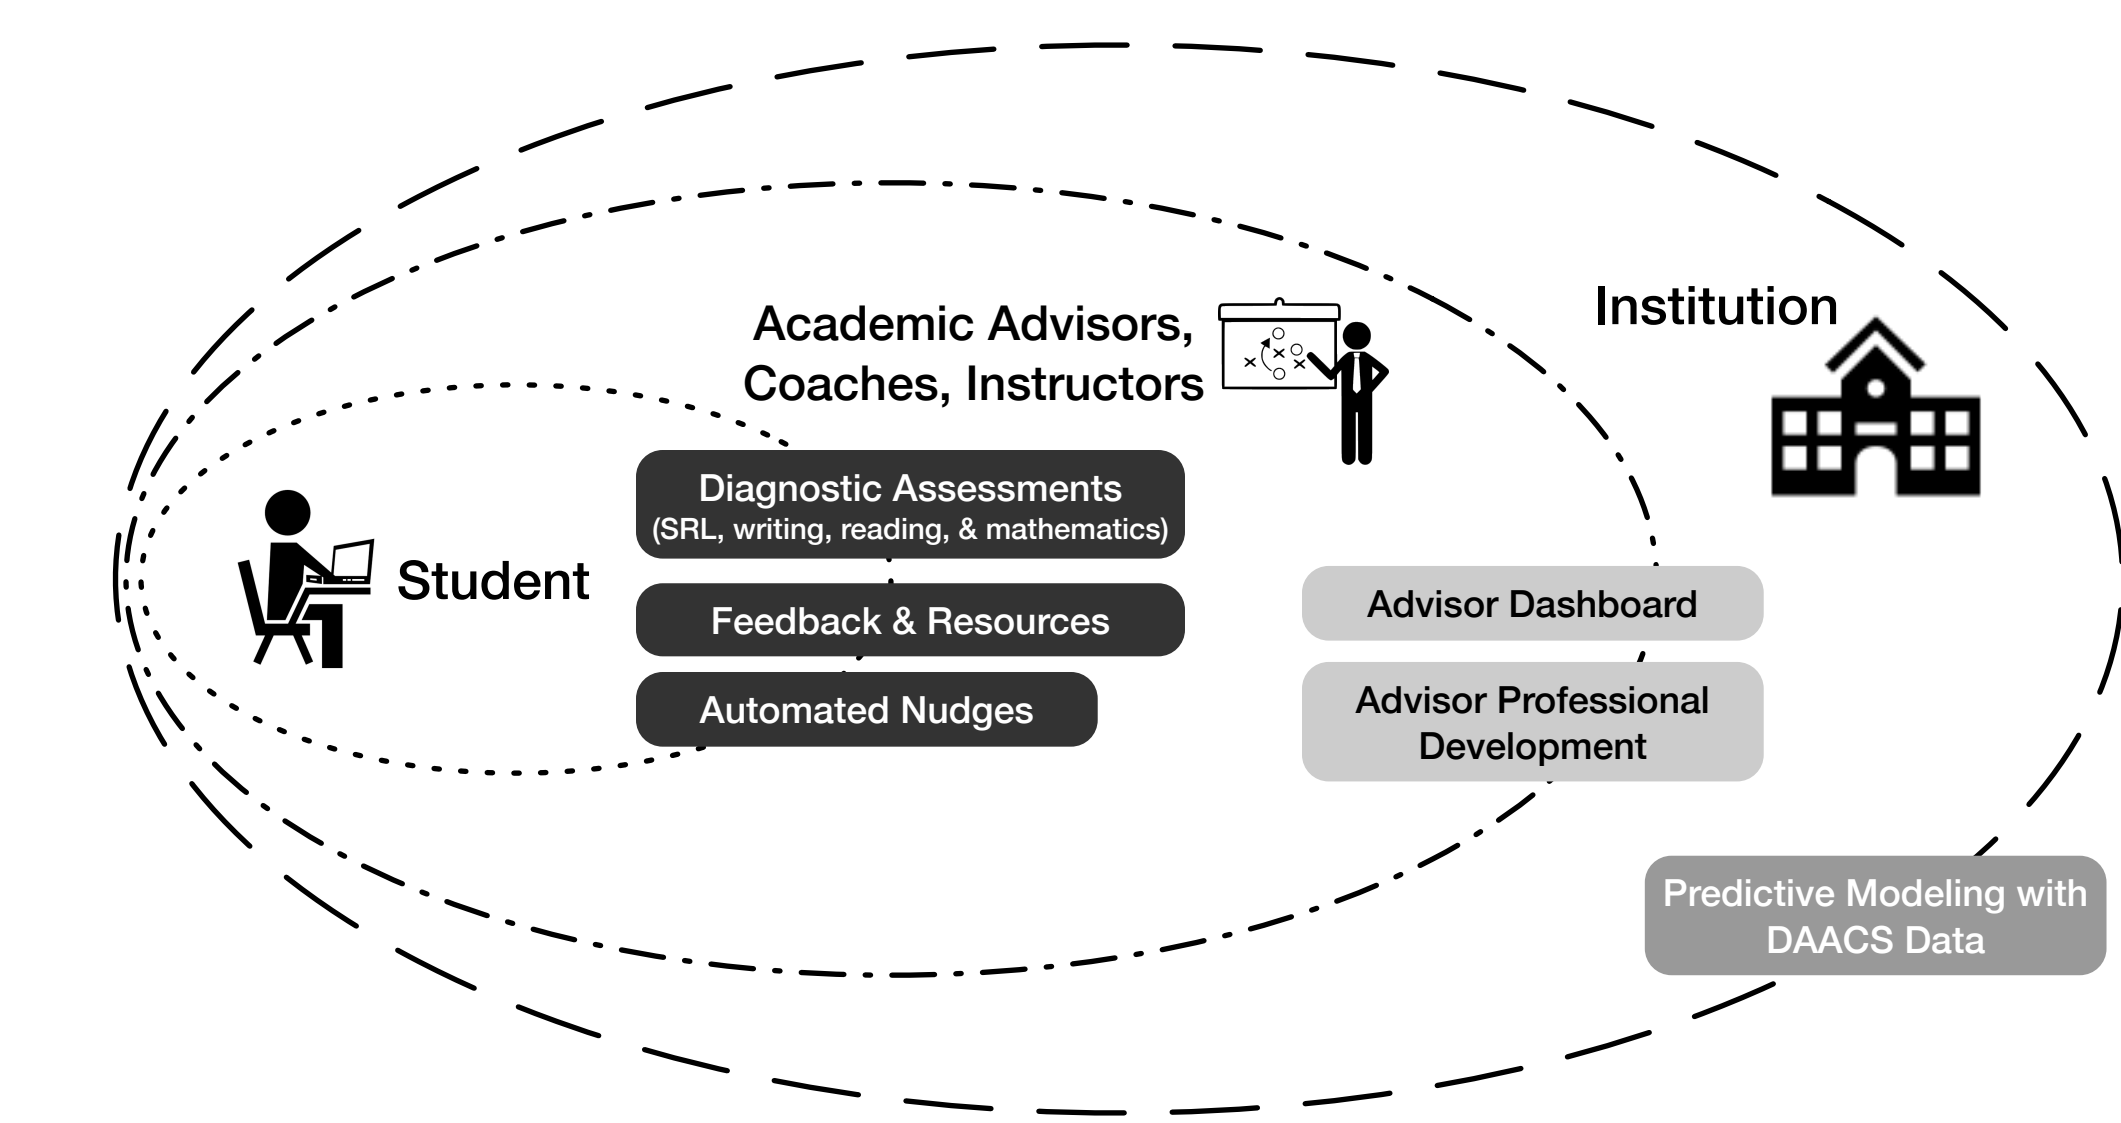 Academic Advisors,
Coaches, Instructors
Institution
Student
Diagnostic Assessments
(SRL, writing, reading, & mathematics)
Feedback & Resources
Automated Nudges
Advisor Dashboard
Advisor Professional
Development
Predictive Modeling with
DAACS Data